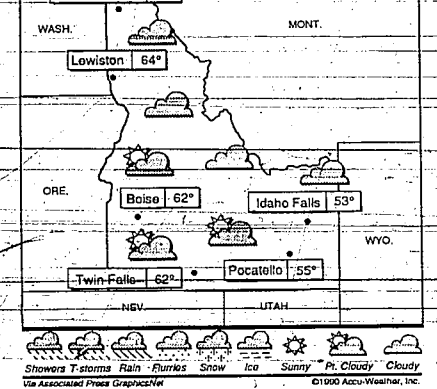 MONT.
WASH.
Lewiston 64°
ORE.
Boise 62°
Idaho Falls 53°
WYO.
Pocatello 55°
Twin Falls 62°
NEV. UTAH
Showers T-storms Rain Flurries Snow Ice Sunny Pt. Cloudy Cloudy
Via Associated Press GraphicsNet ©1990 Accu-Weather, Inc.